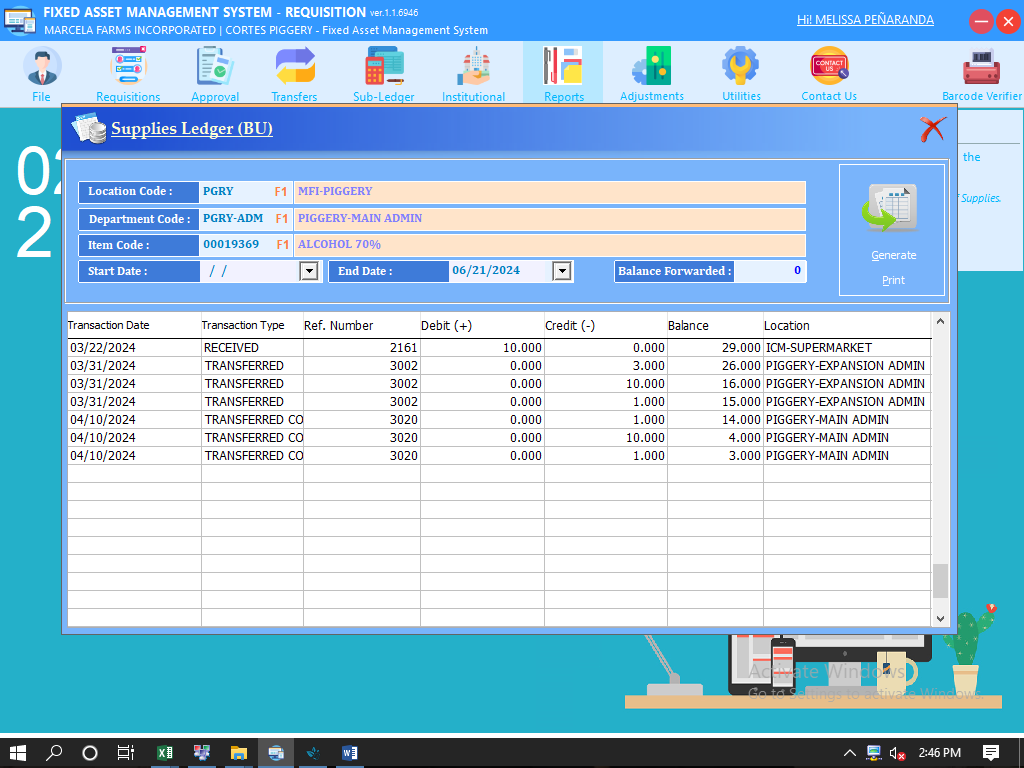 FIXED ASSET MANAGEMENT SYSTEM - REQUISITION ver.1.1.6946
MARCELA FARMS INCORPORATED | CORTES PIGGERY - Fixed Asset Management System
Hi! MELISSA PEÑARANDA
File Requisitions Approval Transfers Sub-Ledger Institutional Reports Adjustments Utilities Contact Us Barcode Verifier
CONTACT US
Supplies Ledger (BU)
the
Supplies.
02
2
Location Code : PGRY F1 MFI-PIGGERY
Department Code : PGRY-ADM F1 PIGGERY-MAIN ADMIN
Item Code : 00019369 F1 ALCOHOL 70%
Start Date : / / End Date : 06/21/2024 Balance Forwarded : 0
Generate
Print
Transaction Date Transaction Type Ref. Number Debit (+) Credit (-) Balance Location
03/22/2024 RECEIVED 2161 10.000 0.000 29.000 ICM-SUPERMARKET
03/31/2024 TRANSFERRED 3002 0.000 3.000 26.000 PIGGERY-EXPANSION ADMIN
03/31/2024 TRANSFERRED 3002 0.000 10.000 16.000 PIGGERY-EXPANSION ADMIN
03/31/2024 TRANSFERRED 3002 0.000 1.000 15.000 PIGGERY-EXPANSION ADMIN
04/10/2024 TRANSFERRED CO 3020 0.000 1.000 14.000 PIGGERY-MAIN ADMIN
04/10/2024 TRANSFERRED CO 3020 0.000 10.000 4.000 PIGGERY-MAIN ADMIN
04/10/2024 TRANSFERRED CO 3020 0.000 1.000 3.000 PIGGERY-MAIN ADMIN
Activate Windows
Go to Settings to activate Windows.
2:46 PM